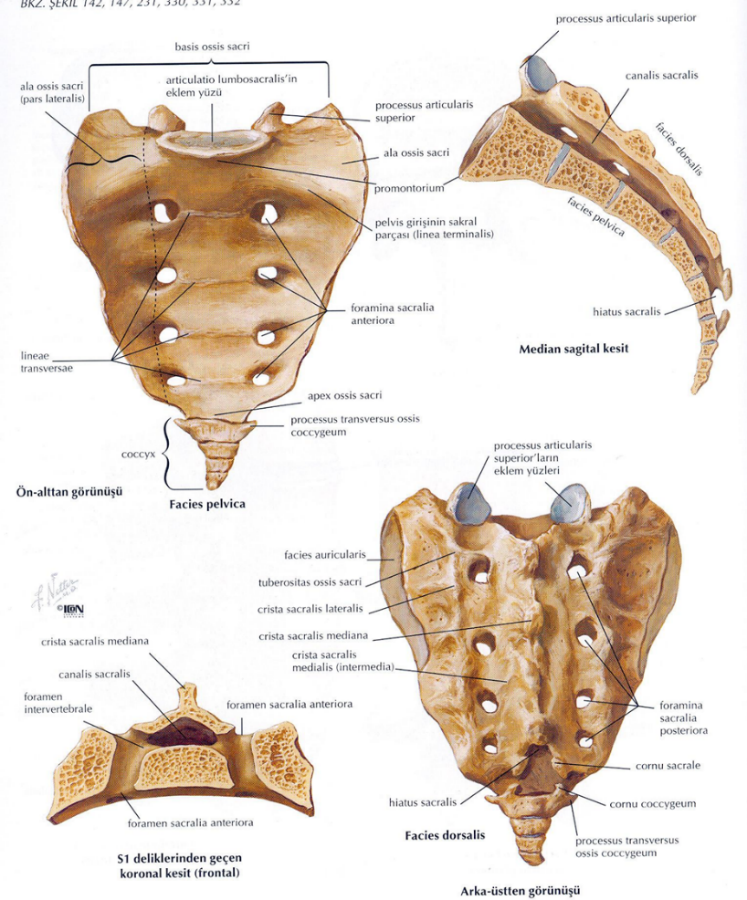 BKZ. ŞEKİL 142, 147, 231, 330, 331, 332
basis ossis sacri
ala ossis sacri
(pars lateralis)
articulatio lumbosacralis'in
eklem yüzü
processus articularis
superior
ala ossis sacri
promontorium
pelvis girişinin sakral
parçası (linea terminalis)
foramina sacralia
anteriora
lineae
transversae
apex ossis sacri
processus transversus ossis
coccygeum
coccyx
Ön-alttan görünüşü
Facies pelvica
processus articularis superior
canalis sacralis
facies dorsalis
facies pelvica
hiatus sacralis
Median sagital kesit
processus articularis
superior'ların
eklem yüzleri
facies auricularis
tuberositas ossis sacri
crista sacralis lateralis
crista sacralis mediana
crista sacralis
medialis (intermedia)
foramina
sacralia
posteriora
cornu sacrale
hiatus sacralis
cornu coccygeum
processus transversus
ossis coccygeum
Facies dorsalis
Arka-üstten görünüşü
F. Netter
©ICON
crista sacralis mediana
canalis sacralis
foramen
intervertebrale
foramen sacralia anteriora
foramen sacralia anteriora
S1 deliklerinden geçen
koronal kesit (frontal)